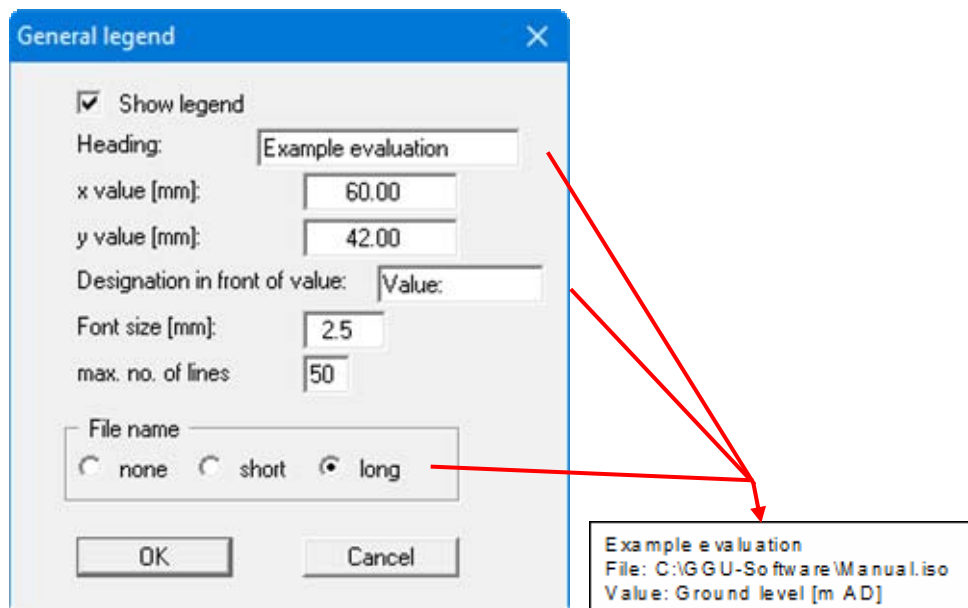 General legend
Show legend
Heading: Example evaluation
x value [mm]: 60.00
y value [mm]: 42.00
Designation in front of value: Value:
Font size [mm]: 2.5
max. no. of lines 50
File name
none short long
OK Cancel
Example evaluation
File: C:\GGU-Software\Manual.iso
Value: Ground level [m AD]